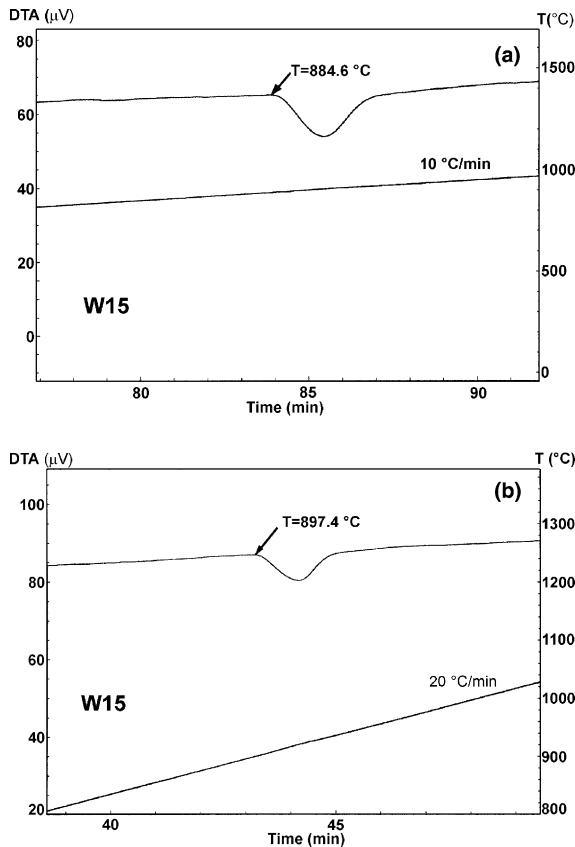 DTA (μV)
T(°C)
80
(a)
1500
T=884.6 °C
60
10 °C/min
1000
40
20
500
W15
0
0
80
85
90
Time (min)
DTA (μV)
T (°C)
100
(b)
1300
T=897.4 °C
80
1200
1100
60
20 °C/min
W15
1000
40
900
20
800
40
45
Time (min)